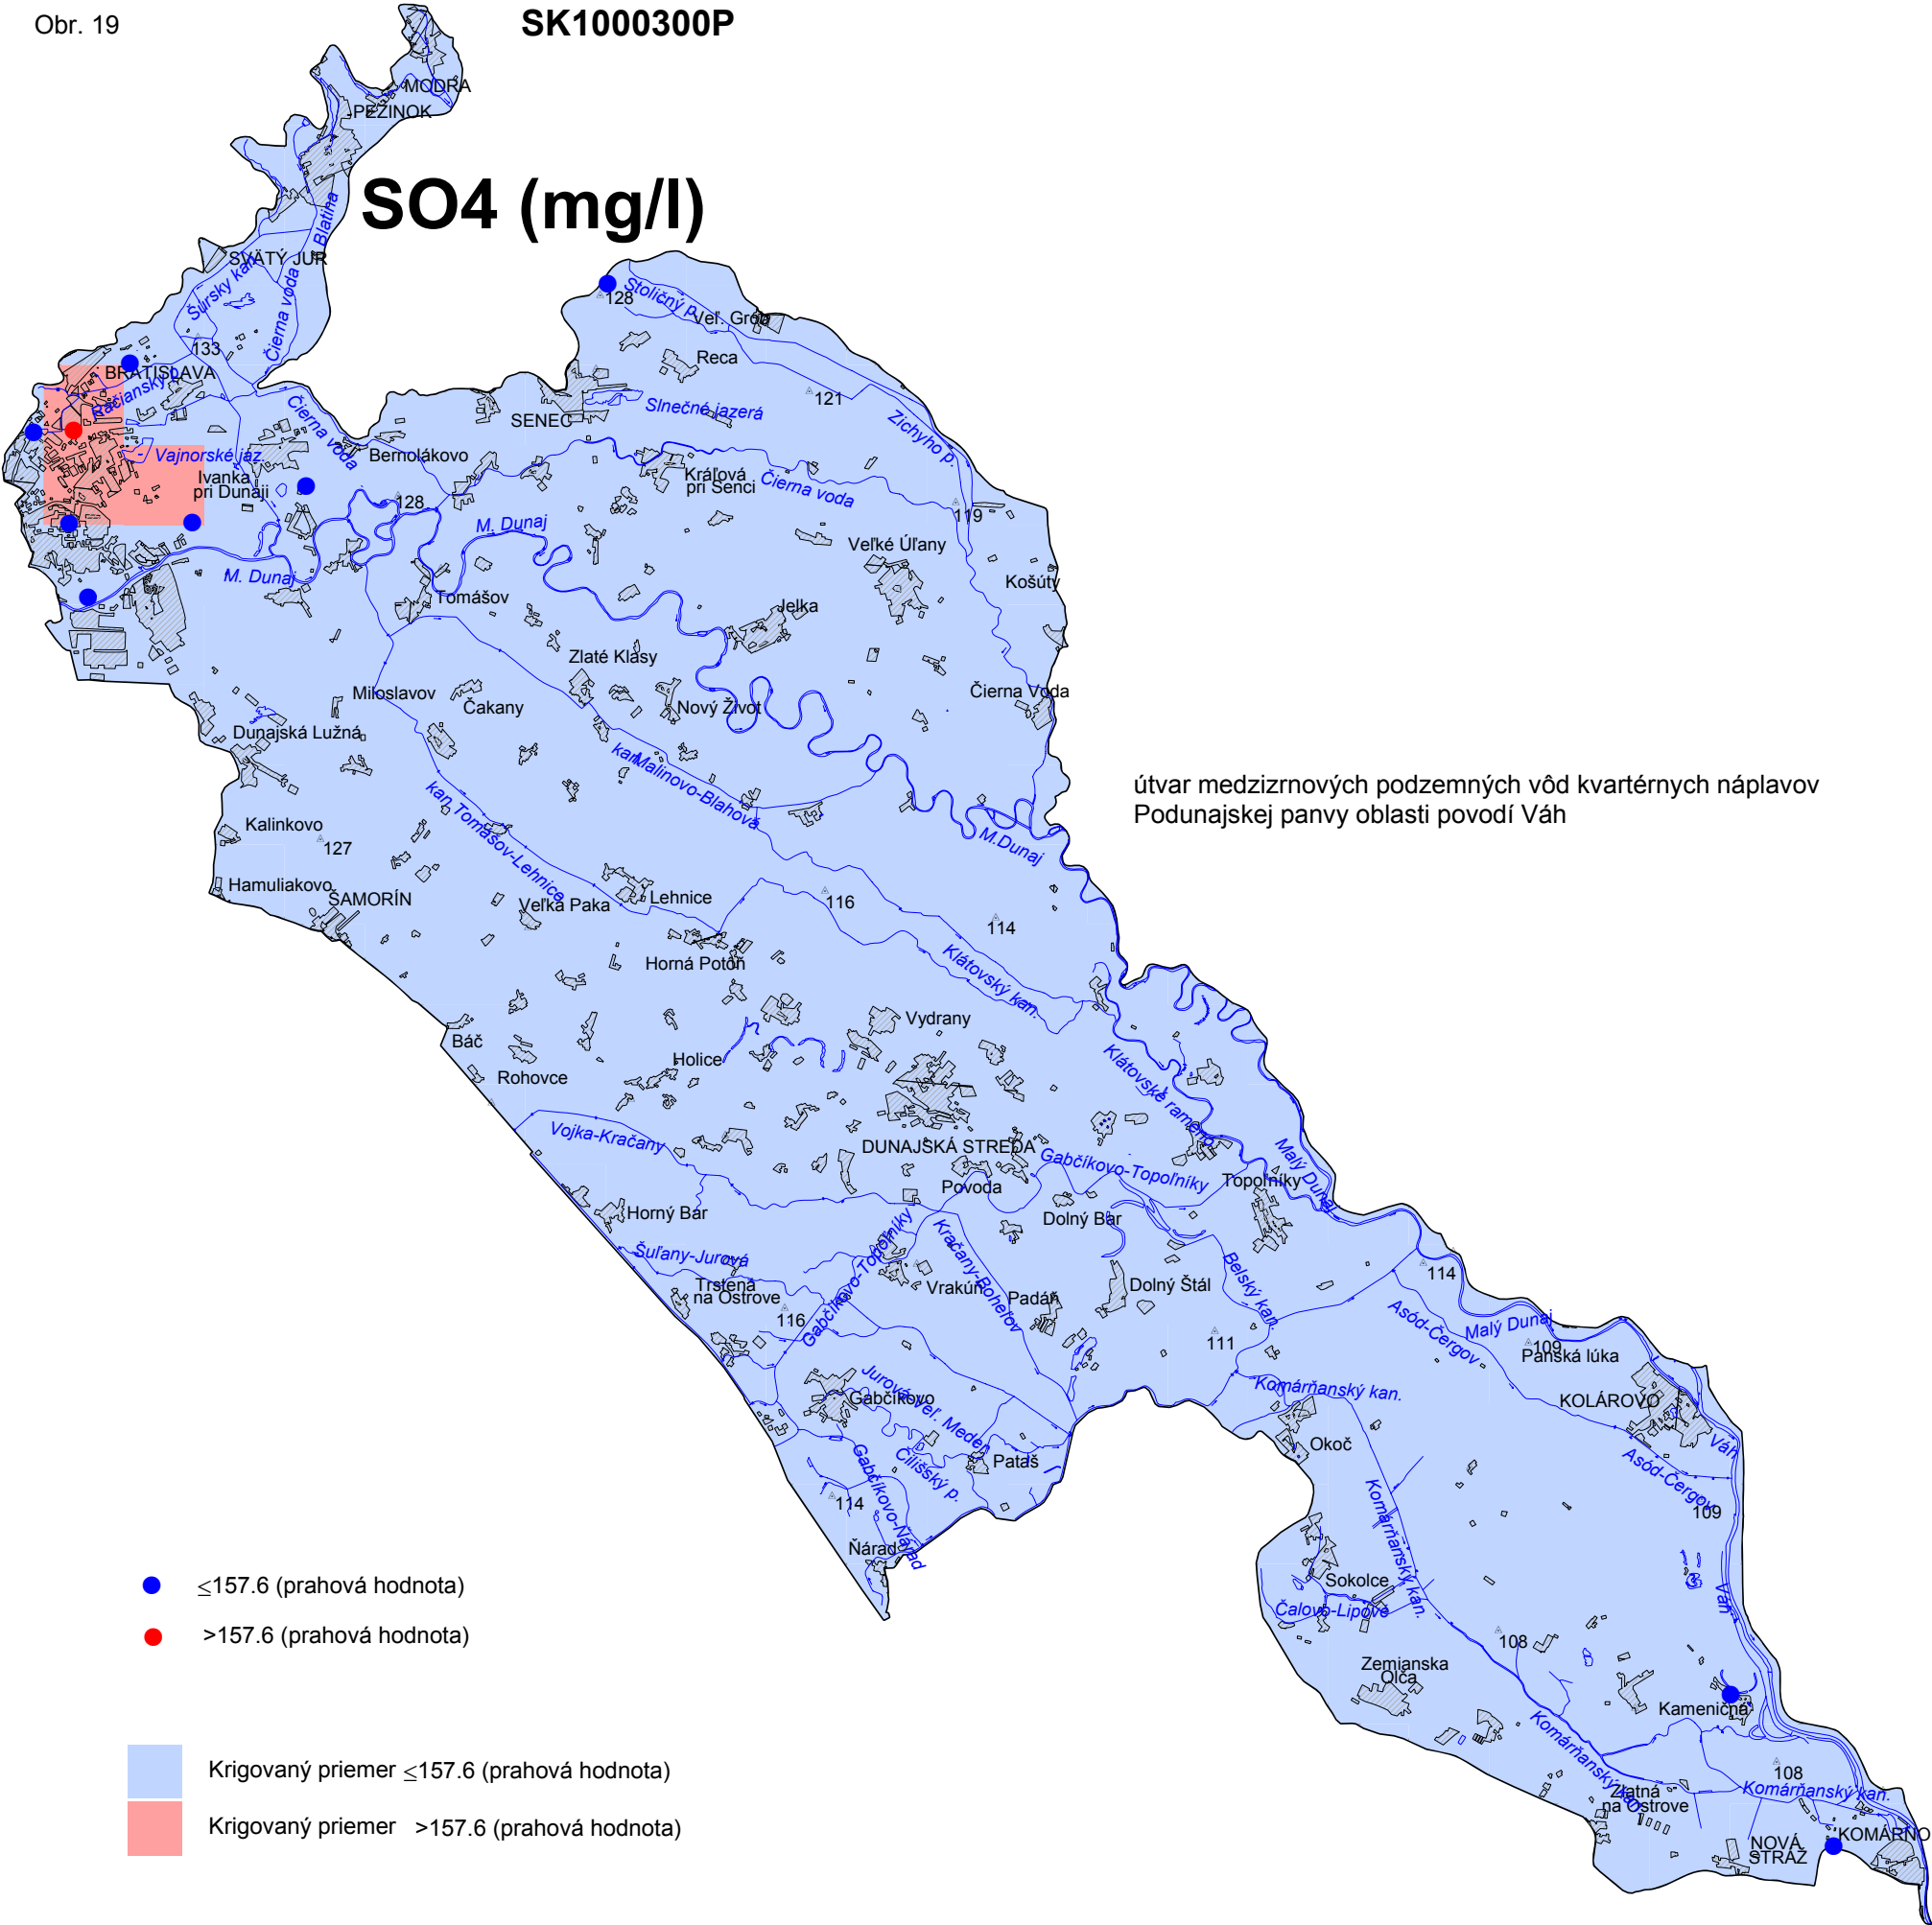 Obr. 19
SK1000300P
MODRA
PEZINOK
SO4 (mg/l)
Blatina
SVÄTÝ JUR
Šúrsky kan.
Čierna voda
128
Stoličný p.
Veľ. Grob
133
Reca
BRATISLAVA
Račiansky p.
121
Slnečné jazerá
SENEC
Čierna voda
Zichyho p.
Vajnorské jaz.
Bernolákovo
Ivanka
pri Dunaji
Kráľová
pri Senci
Čierna voda
128
119
M. Dunaj
Veľké Úľany
M. Dunaj
Košúty
Tomášov
Jelka
Zlaté Klasy
Miloslavov
Čakany
Nový Život
Čierna Voda
Dunajská Lužná
kan.Malinovo-Blahová
útvar medzizrnových podzemných vôd kvartérnych náplavov
Podunajskej panvy oblasti povodí Váh
kan.Tomášov-Lehnice
Kalinkovo
127
M.Dunaj
Hamuliakovo
ŠAMORÍN
Veľká Paka
Lehnice
116
114
Horná Potôň
Klátovský kan.
Vydrany
Báč
Holice
Rohovce
Klátovské rameno
Vojka-Kračany
DUNAJSKÁ STREDA
Gabčíkovo-Topoľníky
Malý Dunaj
Povoda
Topoľníky
Horný Bar
Dolný Bar
Šuľany-Jurová
Gabčíkovo-Topoľníky
Kračany-Boheľov
Belský kan.
114
Trstená
na Ostrove
Vrakúň
Padáň
Dolný Štál
116
Asód-Čergov
Malý Dunaj
111
109
Panská lúka
Jurová-Veľ. Meder
Gabčíkovo
Komárňanský kan.
KOLÁROVO
Okoč
Váh
Čilišský p.
Pataš
Asód-Čergov
Gabčíkovo-Ňárad
114
Komárňanský kan.
109
Ňárad
≤157.6 (prahová hodnota)
Sokolce
Čalovo-Lipové
Váh
>157.6 (prahová hodnota)
108
Zemianska
Olča
Kameničná
Komárňanský kan.
Krigovaný priemer ≤157.6 (prahová hodnota)
108
Komárňanský kan.
Zlatná
na Ostrove
Krigovaný priemer >157.6 (prahová hodnota)
NOVÁ
STRÁŽ
KOMÁRNO